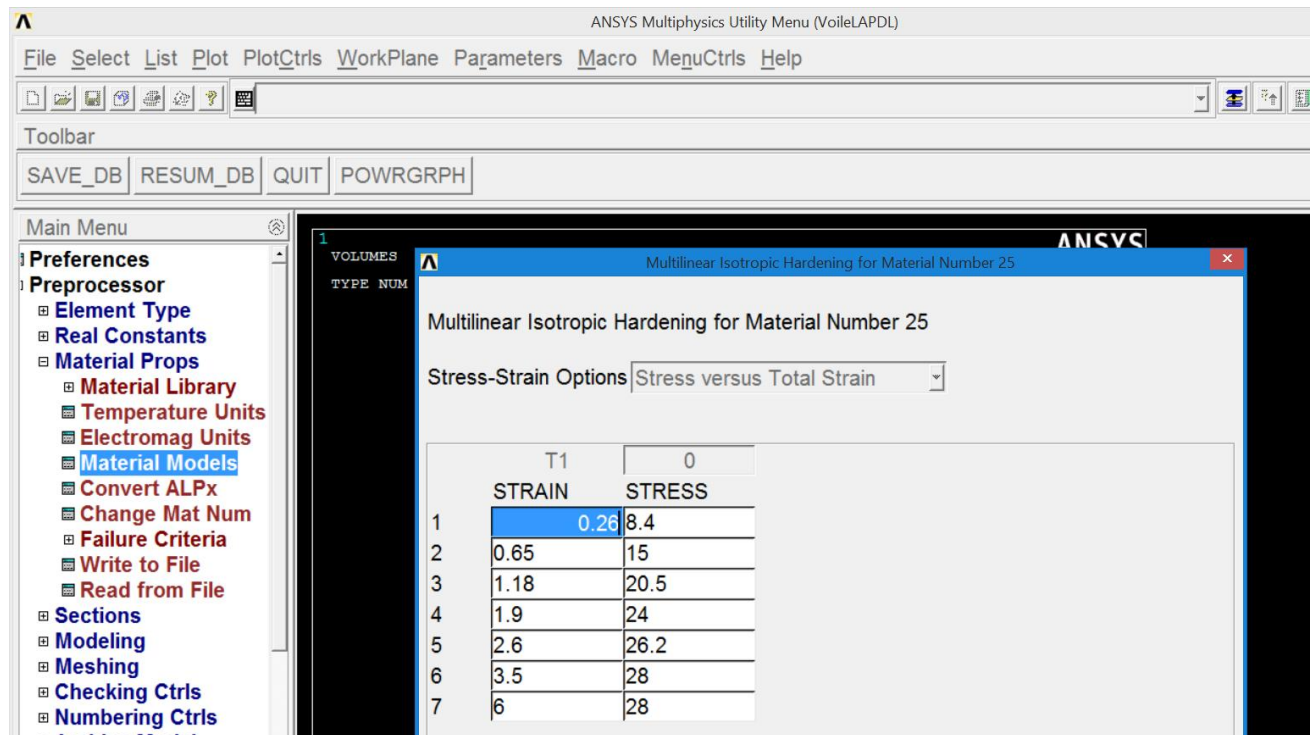 ANSYS Multiphysics Utility Menu (VoileLAPDL)
File Select List Plot PlotCtrls WorkPlane Parameters Macro MenuCtrls Help
Toolbar
SAVE_DB RESUM_DB QUIT POWRGRPH
Main Menu
Preferences
Preprocessor
Element Type
Real Constants
Material Props
Material Library
Temperature Units
Electromag Units
Material Models
Convert ALPx
Change Mat Num
Failure Criteria
Write to File
Read from File
Sections
Modeling
Meshing
Checking Ctrls
Numbering Ctrls
1
VOLUMES
TYPE NUM
ANSYS
Multilinear Isotropic Hardening for Material Number 25
Multilinear Isotropic Hardening for Material Number 25
Stress-Strain Options Stress versus Total Strain
T1 0
STRAIN STRESS
1 0.26 8.4
2 0.65 15
3 1.18 20.5
4 1.9 24
5 2.6 26.2
6 3.5 28
7 6 28